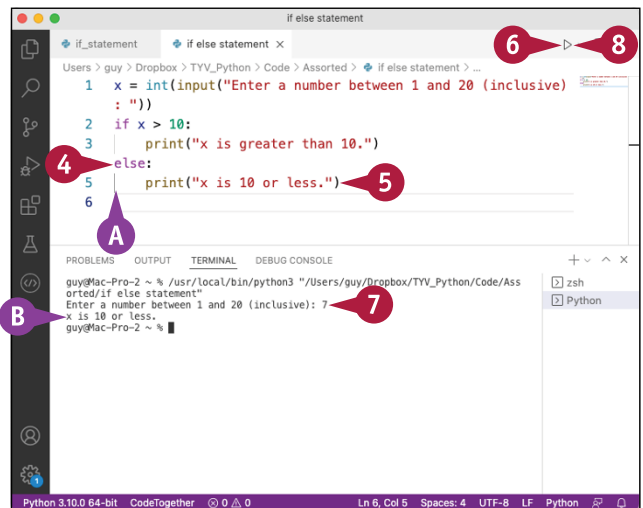 if else statement
if_statement
if else statement ×
6
8
Users > guy > Dropbox > TYV_Python > Code > Assorted > if else statement > ...
1 x = int(input("Enter a number between 1 and 20 (inclusive)
: "))
2 if x > 10:
3 print("x is greater than 10.")
4
else:
5 print("x is 10 or less.")
5
6
A
PROBLEMS OUTPUT TERMINAL DEBUG CONSOLE
guy@Mac-Pro-2 ~ % /usr/local/bin/python3 "/Users/guy/Dropbox/TYV_Python/Code/Ass
orted/if else statement"
Enter a number between 1 and 20 (inclusive): 7
7
B
x is 10 or less.
guy@Mac-Pro-2 ~ %
zsh
Python
1
Python 3.10.0 64-bit CodeTogether 0 0 Ln 6, Col 5 Spaces: 4 UTF-8 LF Python